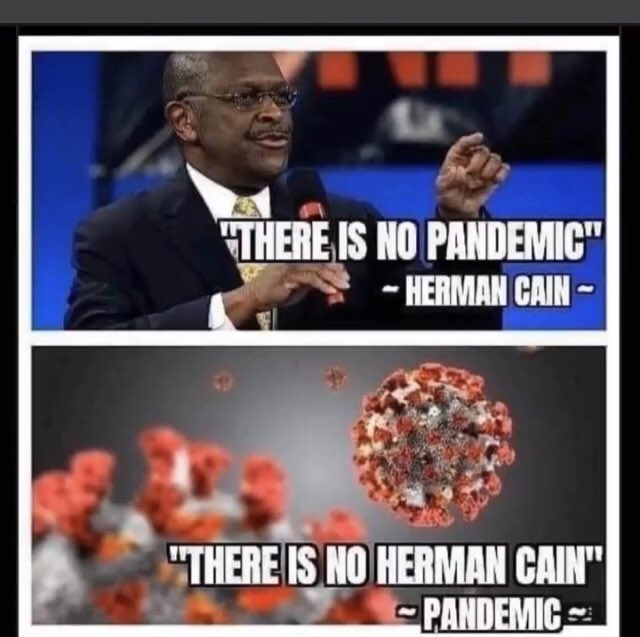 "THERE IS NO PANDEMIC"
~ HERMAN CAIN ~
"THERE IS NO HERMAN CAIN"
~ PANDEMIC ~